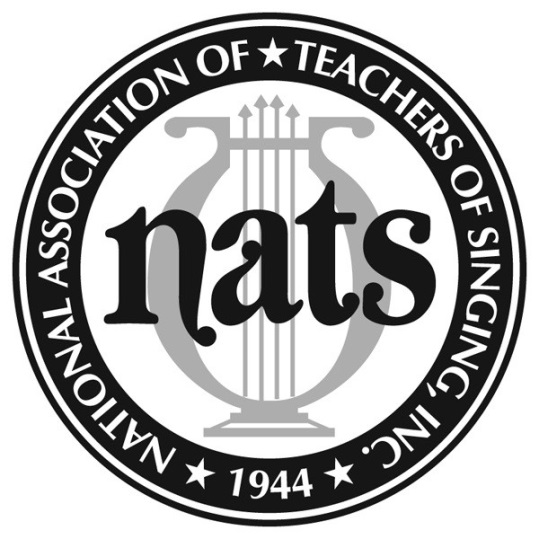 NATIONAL ASSOCIATION OF ★ TEACHERS OF SINGING, INC.
nats
★ 1944 ★